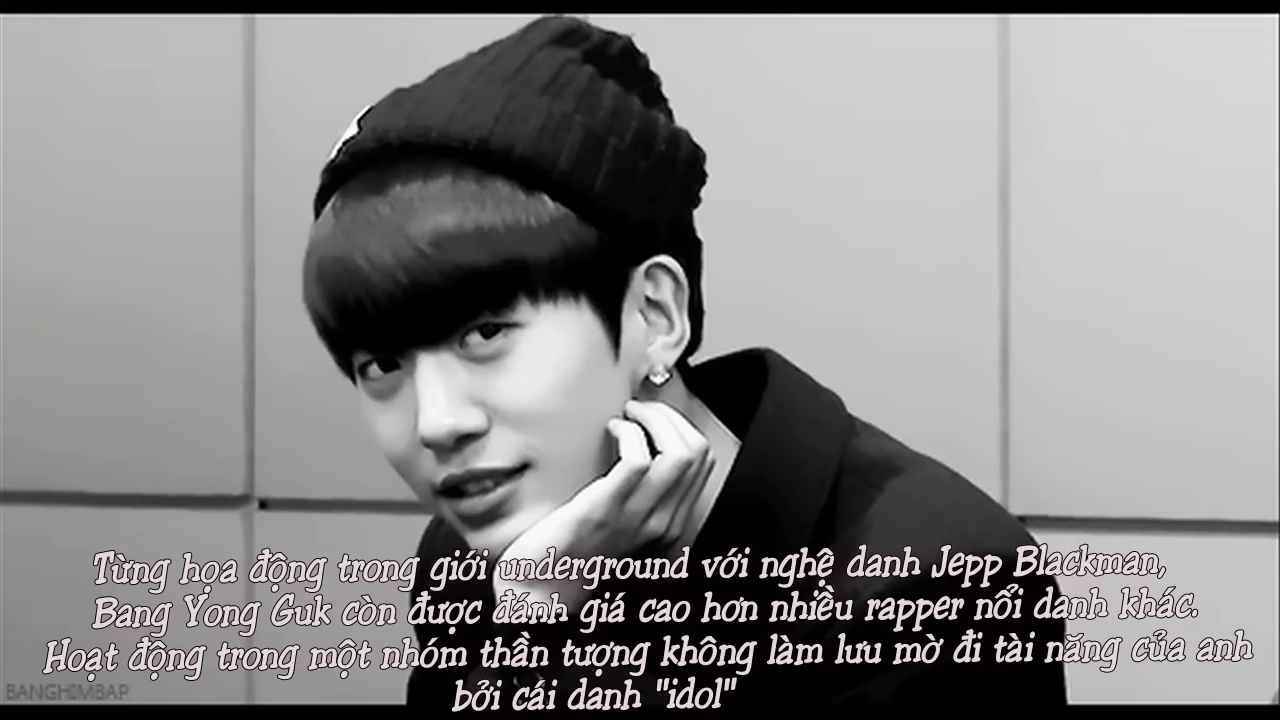 Từng họa động trong giới underground với nghệ danh Jepp Blackman,
Bang Yong Guk còn được đánh giá cao hơn nhiều rapper nổi danh khác.
Hoạt động trong một nhóm thần tượng không làm lưu mờ đi tài năng của anh
bởi cái danh "idol"
BANGHIMBAP